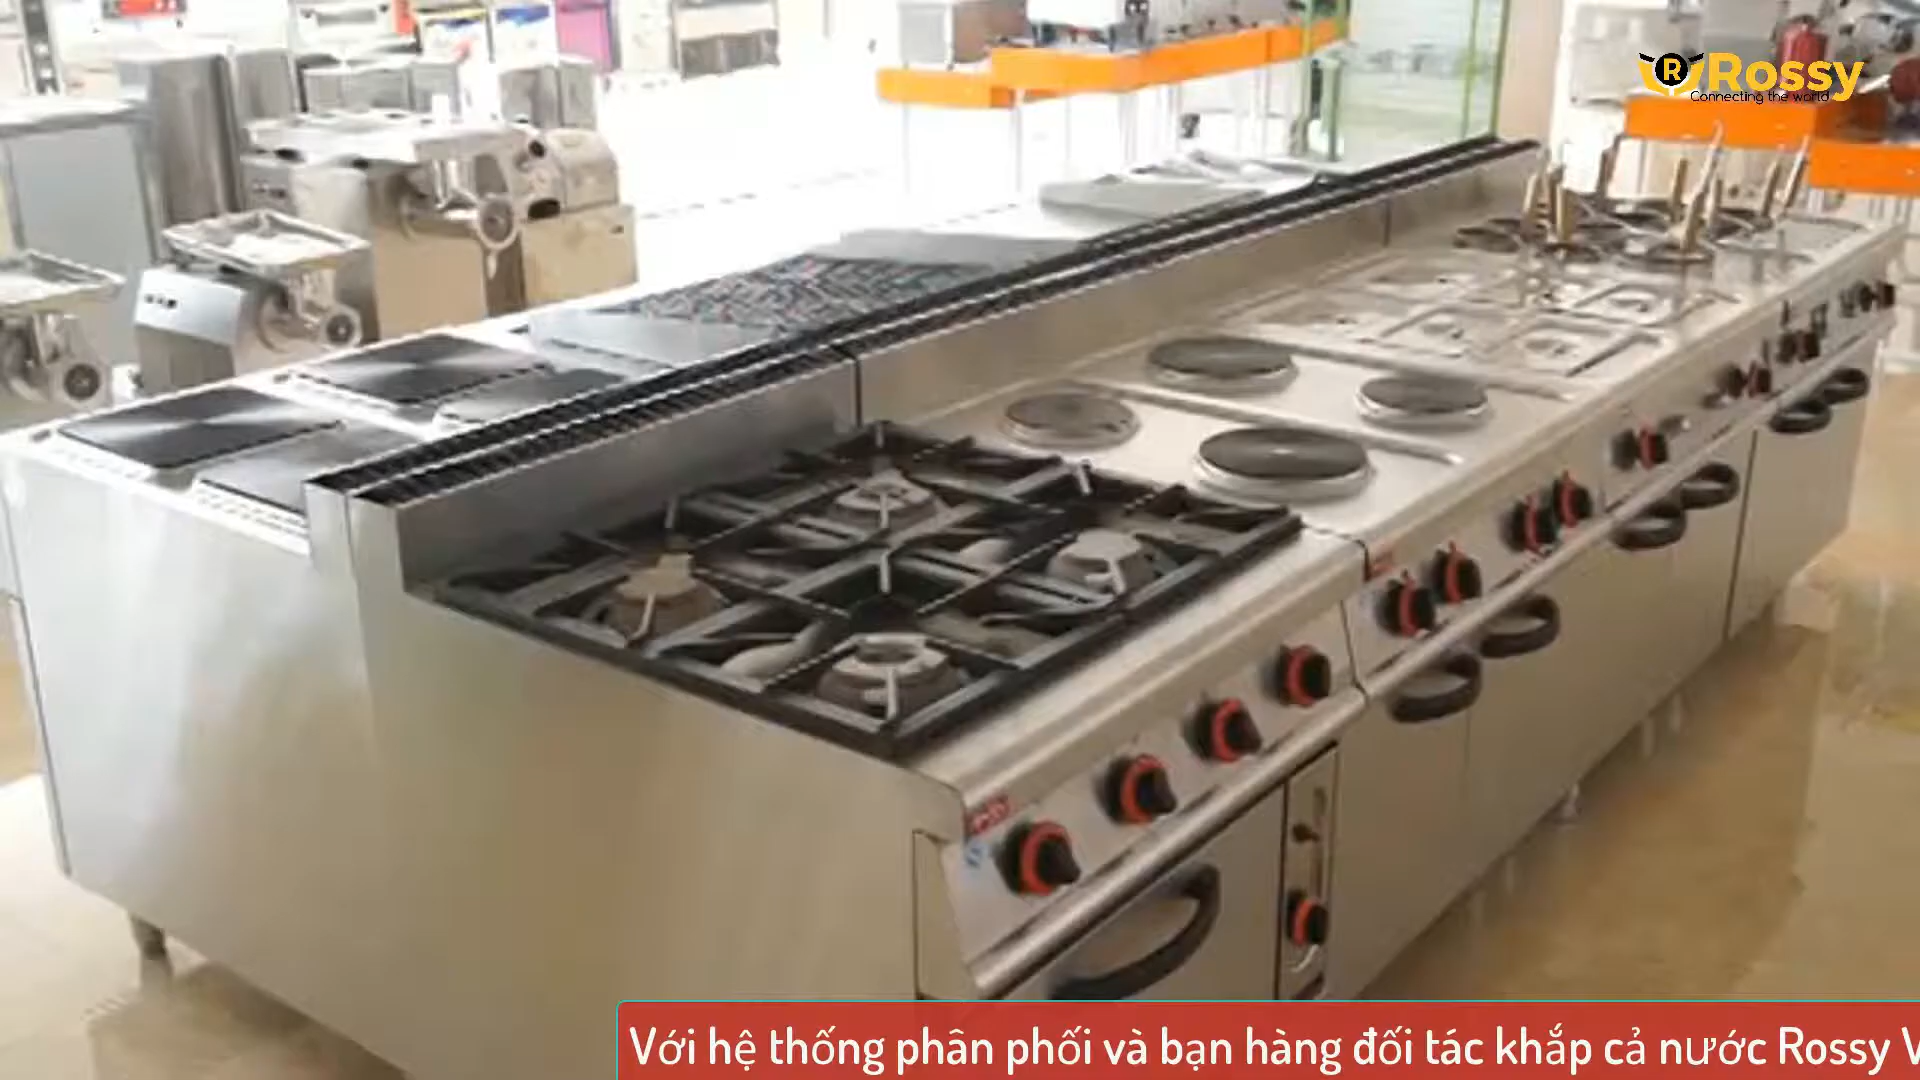 R Rossy
Connecting the world
Với hệ thống phân phối và bạn hàng đối tác khắp cả nước Rossy V